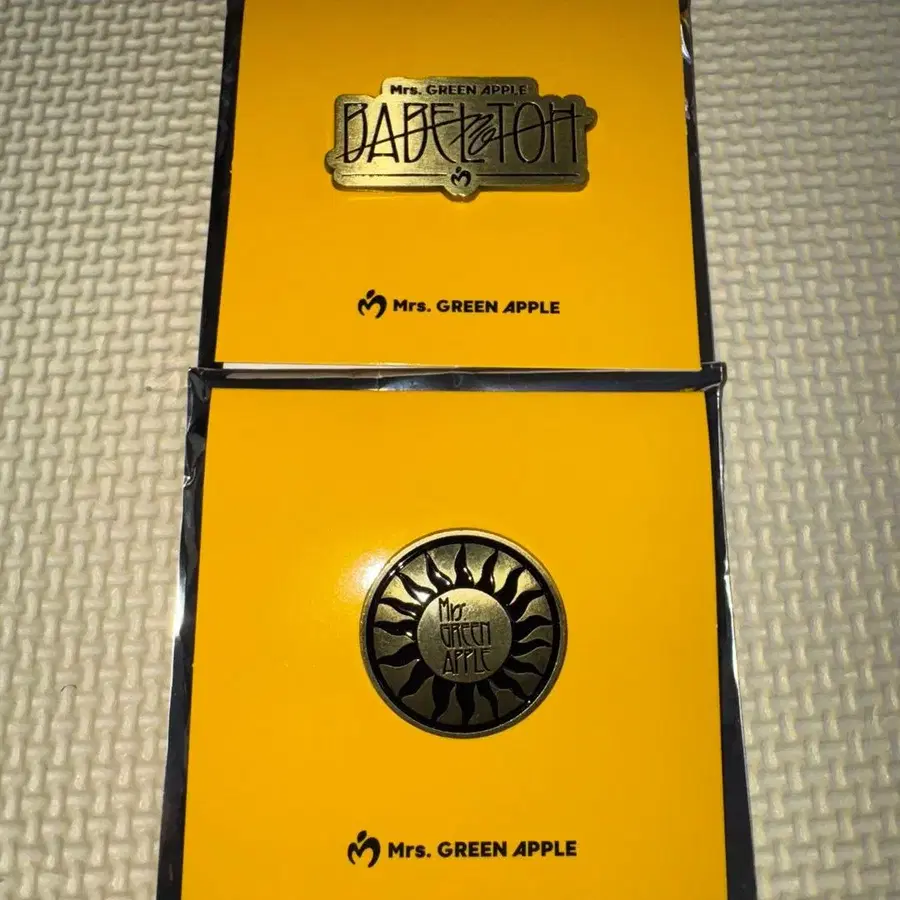 Mrs. GREEN APPLE
BABEL no TOH
Mrs. GREEN APPLE
Mrs.
GREEN
APPLE
Mrs. GREEN APPLE